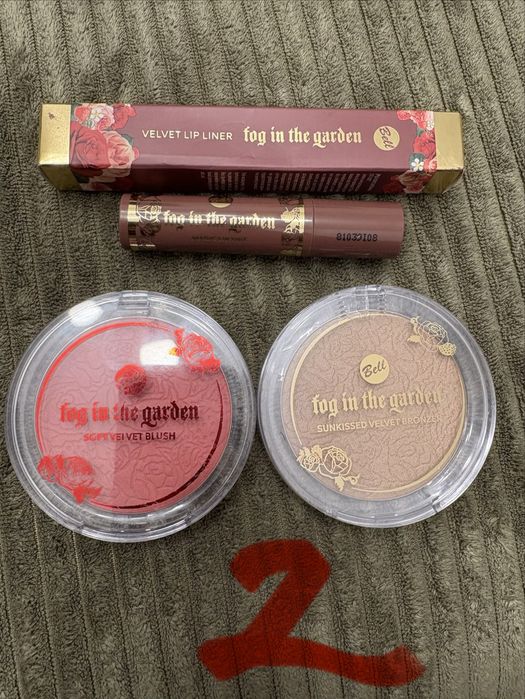 VELVET LIP LINER fog in the garden Bell
fog in the garden
Bell
fog in the garden
SOFT VELVET BLUSH
Bell
fog in the garden
SUNKISSED VELVET BRONZER
2